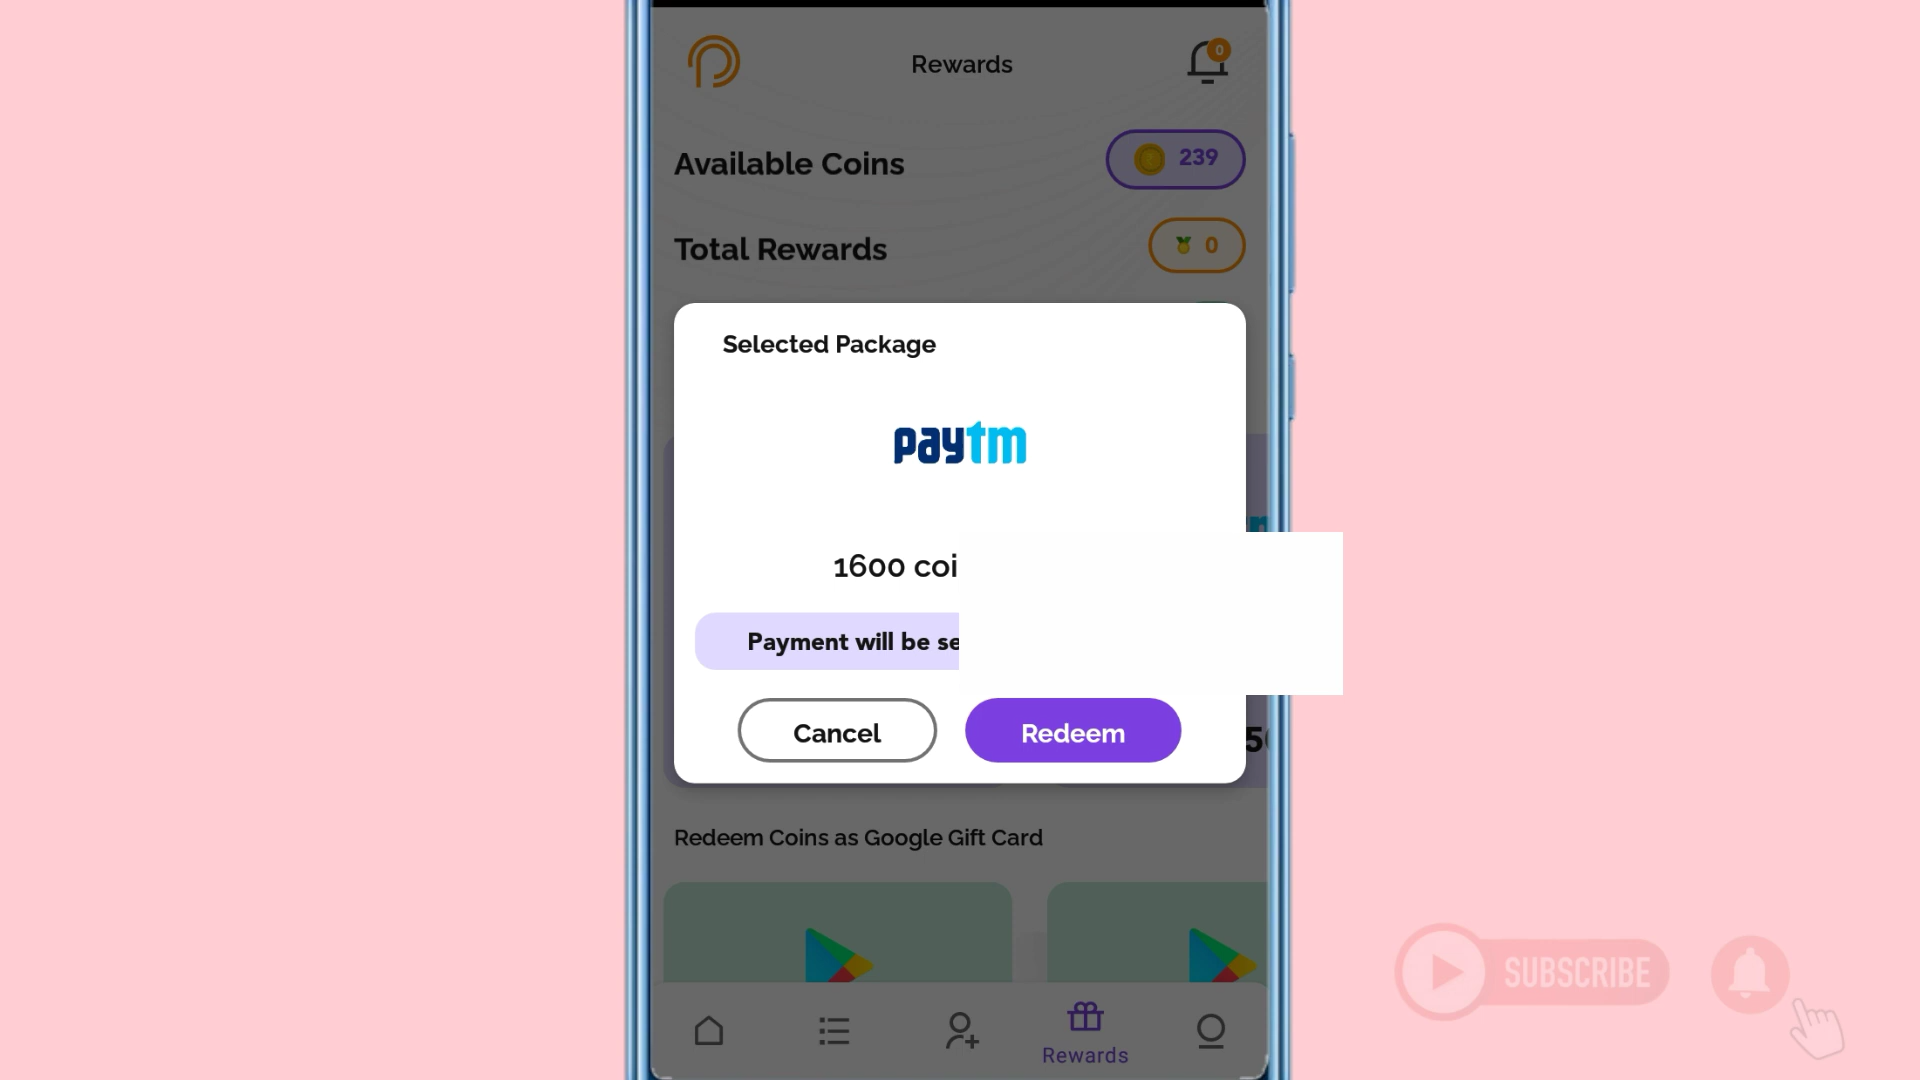 Rewards
0
Available Coins
239
Total Rewards
0
Selected Package
paytm
1600 coi
Payment will be se
Cancel
Redeem
Redeem Coins as Google Gift Card
SUBSCRIBE
Rewards